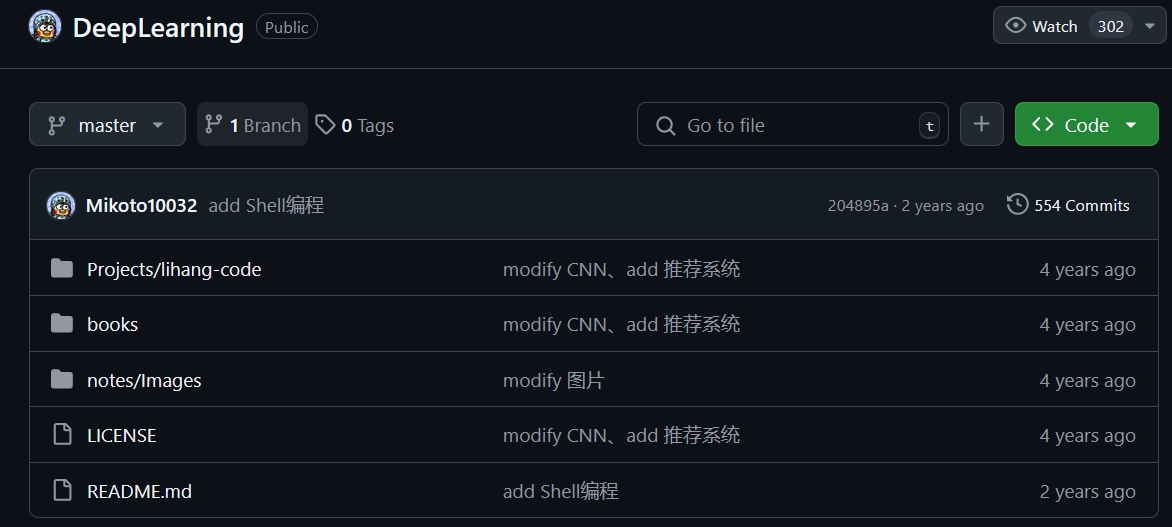 DeepLearning Public Watch 302
master 1 Branch 0 Tags Go to file t Code
Mikoto10032 add Shell编程 204895a · 2 years ago 554 Commits
Projects/lihang-code modify CNN、add 推荐系统 4 years ago
books modify CNN、add 推荐系统 4 years ago
notes/Images modify 图片 4 years ago
LICENSE modify CNN、add 推荐系统 4 years ago
README.md add Shell编程 2 years ago